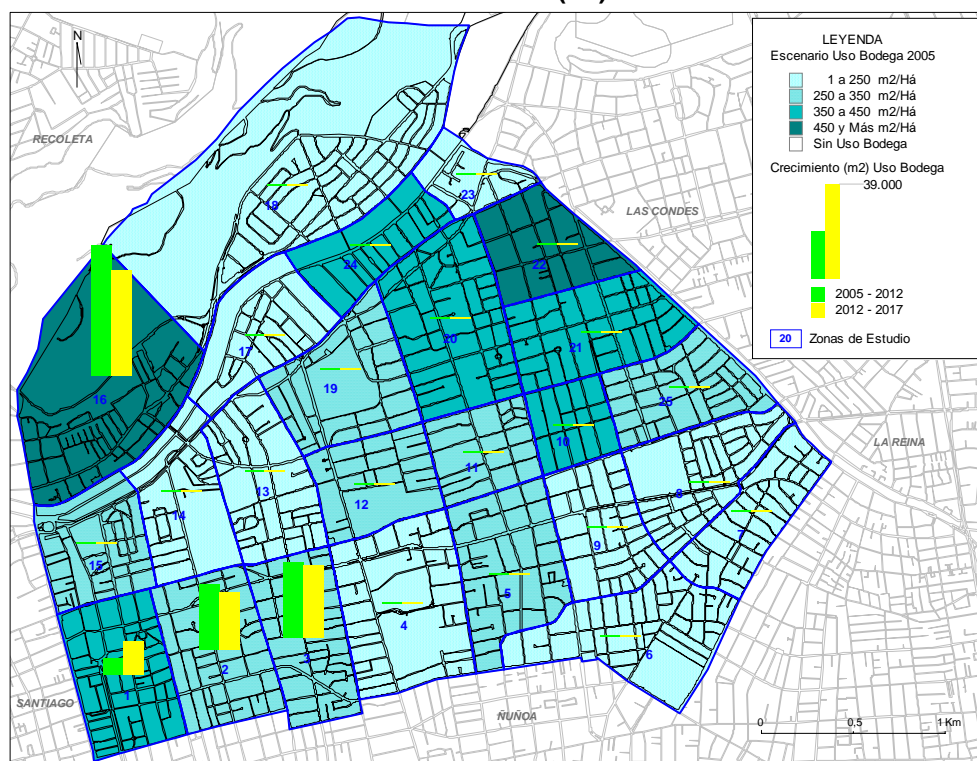 N
RECOLETA
LAS CONDES
LA REINA
SANTIAGO
ÑUÑOA
LEYENDA
Escenario Uso Bodega 2005
1 a 250 m2/Há
250 a 350 m2/Há
350 a 450 m2/Há
450 y Más m2/Há
Sin Uso Bodega
Crecimiento (m2) Uso Bodega
39.000
2005 - 2012
2012 - 2017
20 Zonas de Estudio
18
23
24
22
17
20
21
19
16
25
10
11
13
12
14
8
7
9
15
5
4
6
3
2
1
0 0,5 1 Km